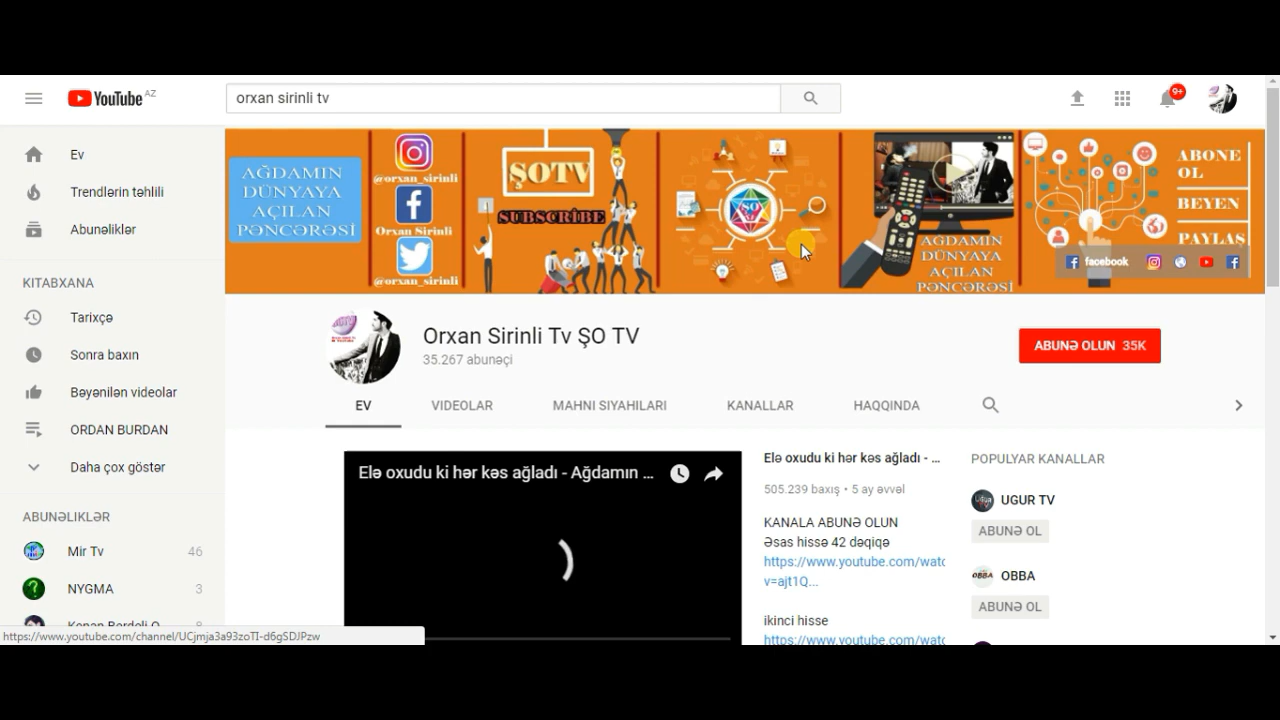 YouTube AZ
orxan sirinli tv
9+
Ev
Trendlərin təhlili
Abunəliklər
KITABXANA
Tarixçə
Sonra baxın
Bəyənilən videolar
ORDAN BURDAN
Daha çox göstər
ABUNƏLIKLƏR
Mir Tv 46
NYGMA 3
https://www.youtube.com/channel/UCjmja3a93zoTI-d6gSDJPzw
AĞDAMIN
DÜNYAYA
AÇILAN
PƏNCƏRƏSİ
@orxan_sirinli
Orxan Sirinli
@orxan_sirinli
ŞOTV
SUBSCRIBE
ŞO
AGDAMIN
DÜNYAYA
AÇILAN
PƏNCƏRƏSİ
ABONE
OL
BEYEN
PAYLAŞ
facebook
Orxan Sirinli Tv ŞO TV
35.267 abunəçi
ABUNƏ OLUN 35K
EV VIDEOLAR MAHNI SIYAHILARI KANALLAR HAQQINDA
Elə oxudu ki hər kəs ağladı - Ağdamın ...
Elə oxudu ki hər kəs ağladı - ...
505.239 baxış • 5 ay əvvəl
KANALA ABUNƏ OLUN
Əsas hissə 42 dəqiqə
https://www.youtube.com/watc
v=ajt1Q...
ikinci hisse
https://www.youtube.com/watc
POPULYAR KANALLAR
UGUR TV
ABUNƏ OL
OBBA
OBBA
ABUNƏ OL